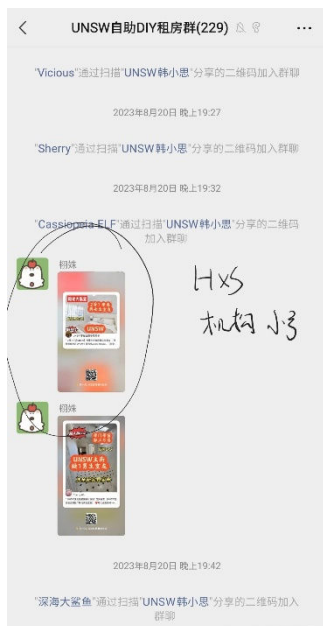 UNSW自助DIY租房群(229)
"Vicious"通过扫描"UNSW韩小思"分享的二维码加入群聊
2023年8月20日 晚上19:27
"Sherry"通过扫描"UNSW韩小思"分享的二维码加入群聊
2023年8月20日 晚上19:32
"Cassiopeia-ELF"通过扫描"UNSW韩小思"分享的二维码
加入群聊
HXS
机构 小号
UNSW
UNSW主街
2023年8月20日 晚上19:42
"深海大鲨鱼"通过扫描"UNSW韩小思"分享的二维码加入
群聊